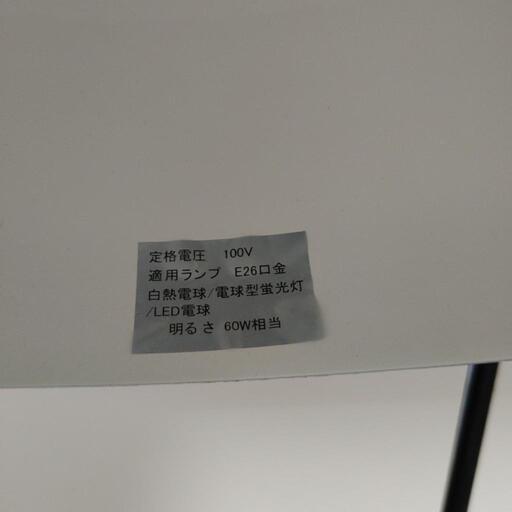 定格電圧　100V
適用ランプ　E26口金
白熱電球/電球型蛍光灯
/LED電球
明るさ 60W相当